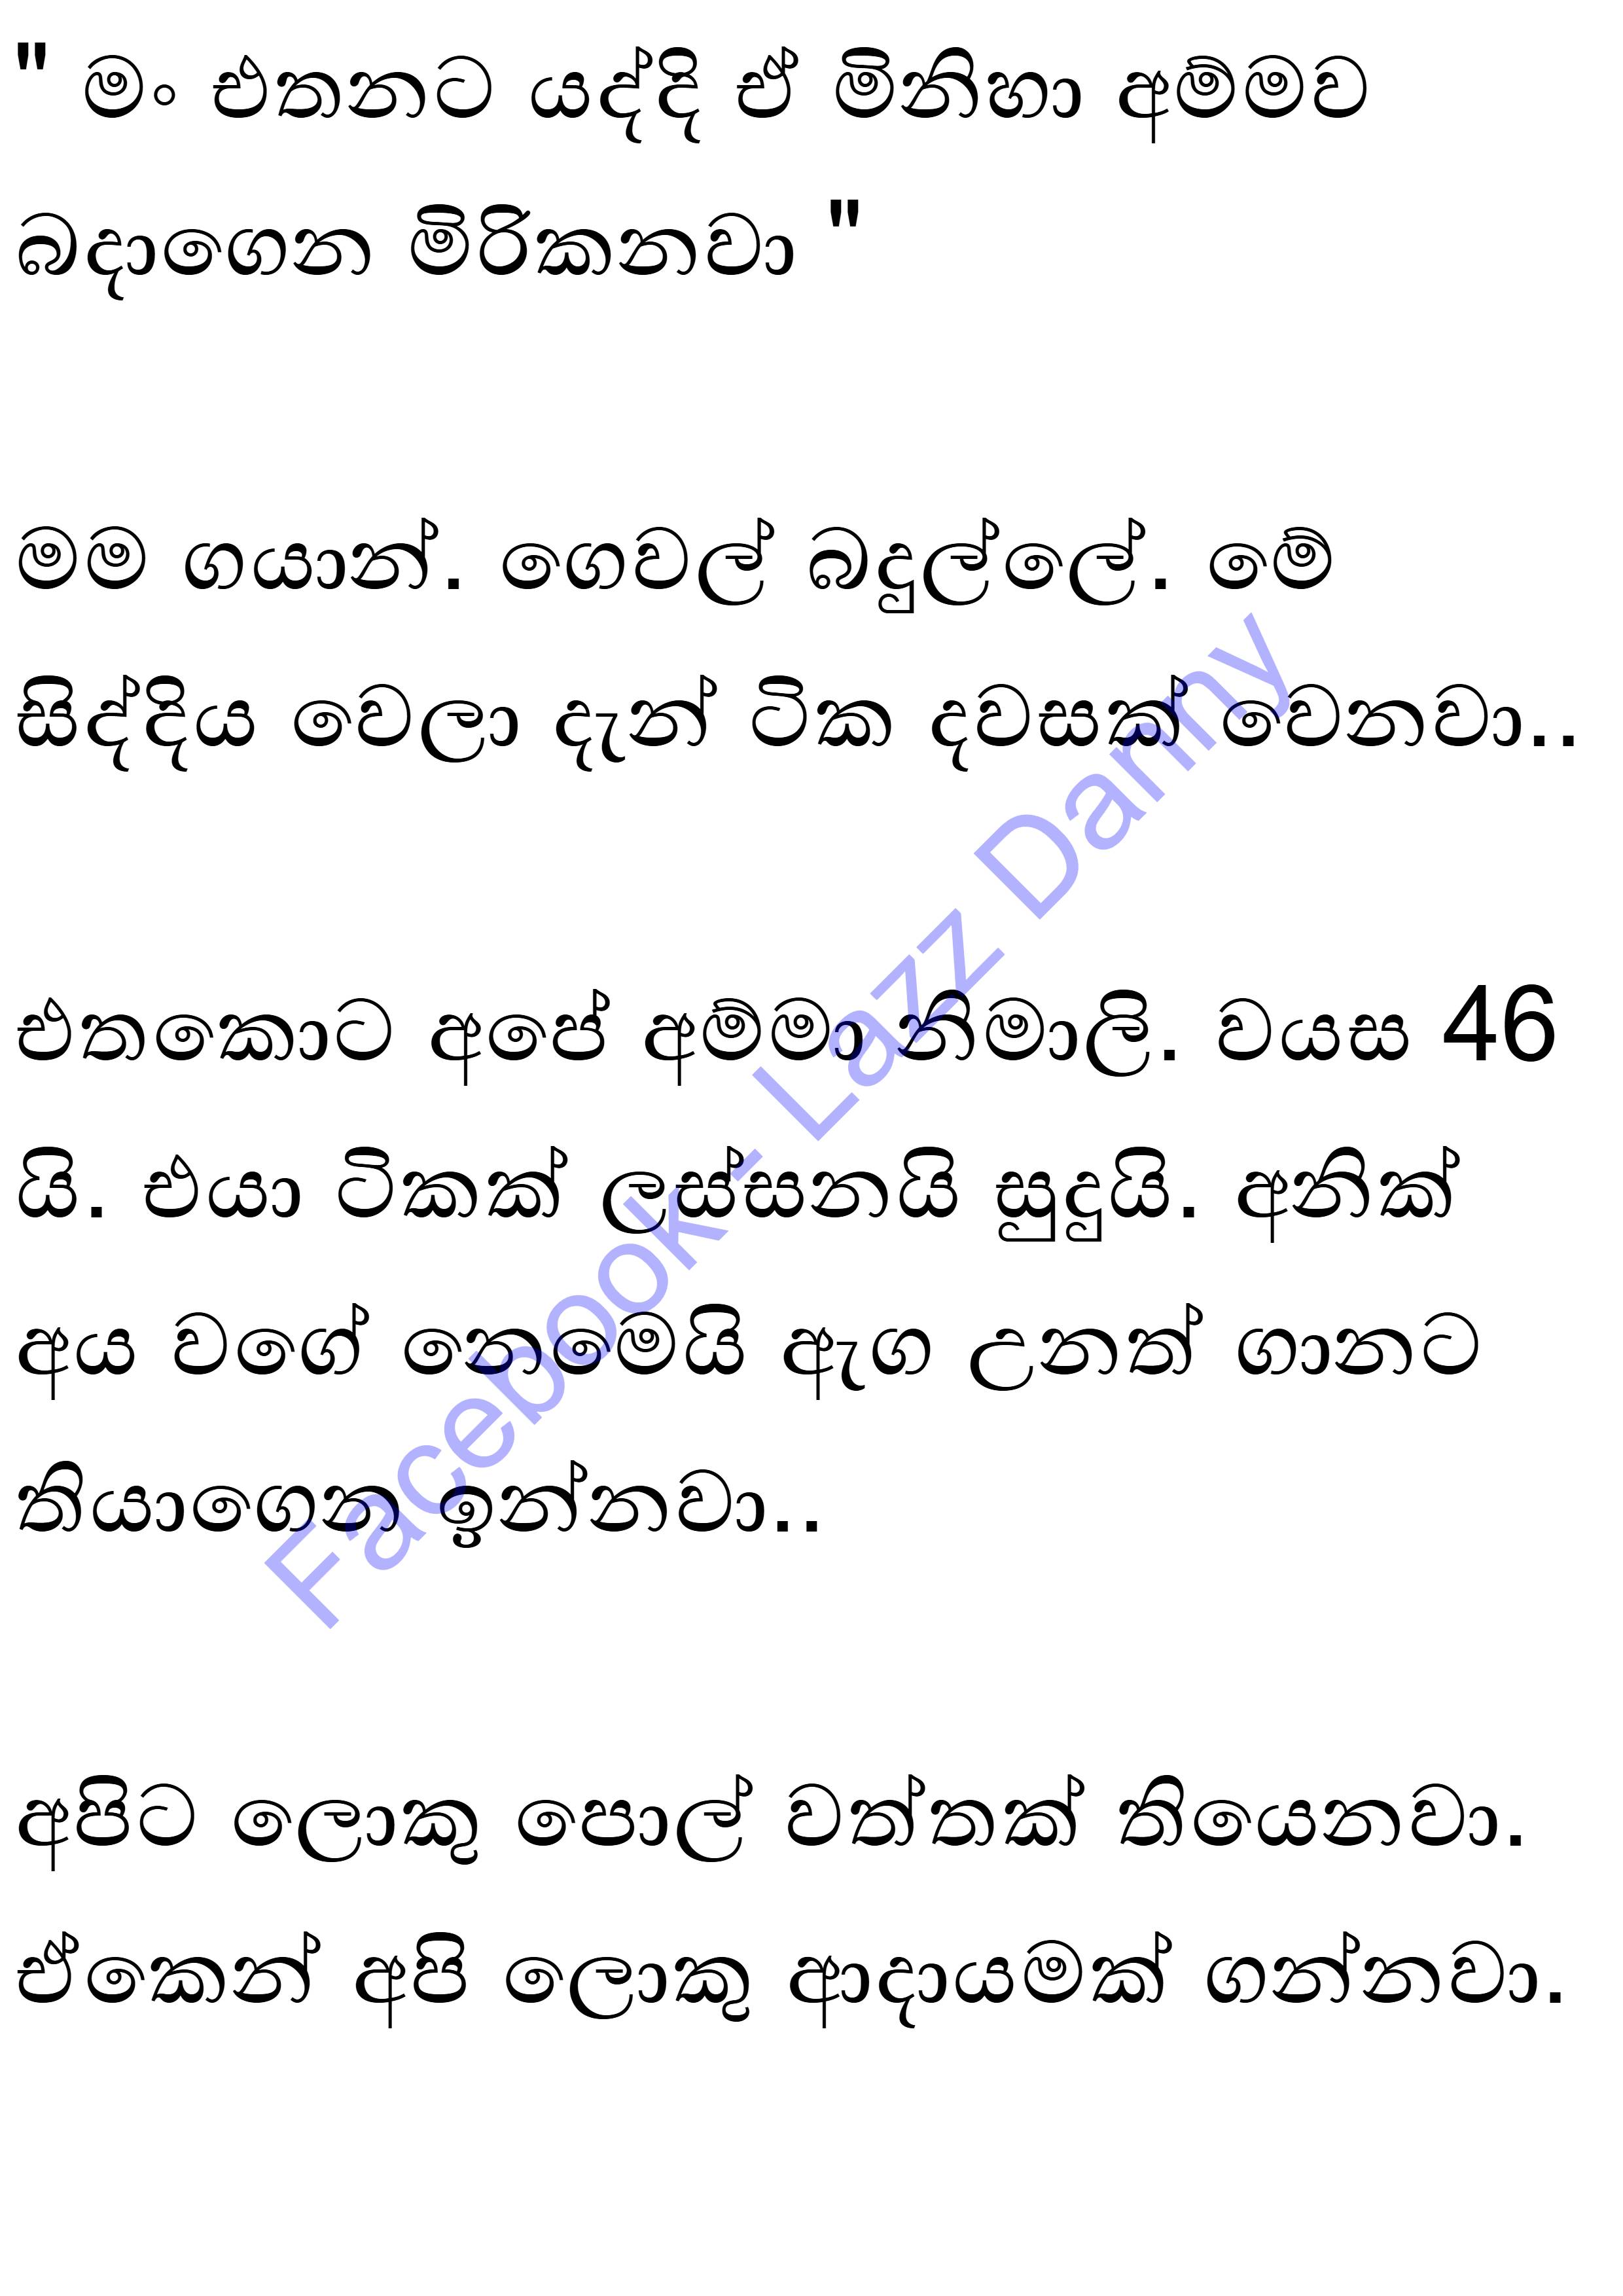 " මං එනනට යද්දි ඒ මිනිහා අම්මව
බදාගෙන මිරිකනවා "
මම ගයාන්. ගෙවල් බදුල්ලේ. මේ
සිද්දිය වෙලා දැන් ටික දවසක් වෙනවා..
එතකොට අපේ අම්මා නිමාලි. වයස 46
යි. එයා ටිකක් ලස්සනයි සුදුයි. අනික්
අය වගේ නෙමෙයි ඇග උනත් ගානට
තියාගෙන ඉන්නවා..
අපිට ලොකු පොල් වත්තක් තියෙනවා.
ඒකෙන් අපි ලොකු ආදායමක් ගන්නවා.
Facebook - Lazz Damy